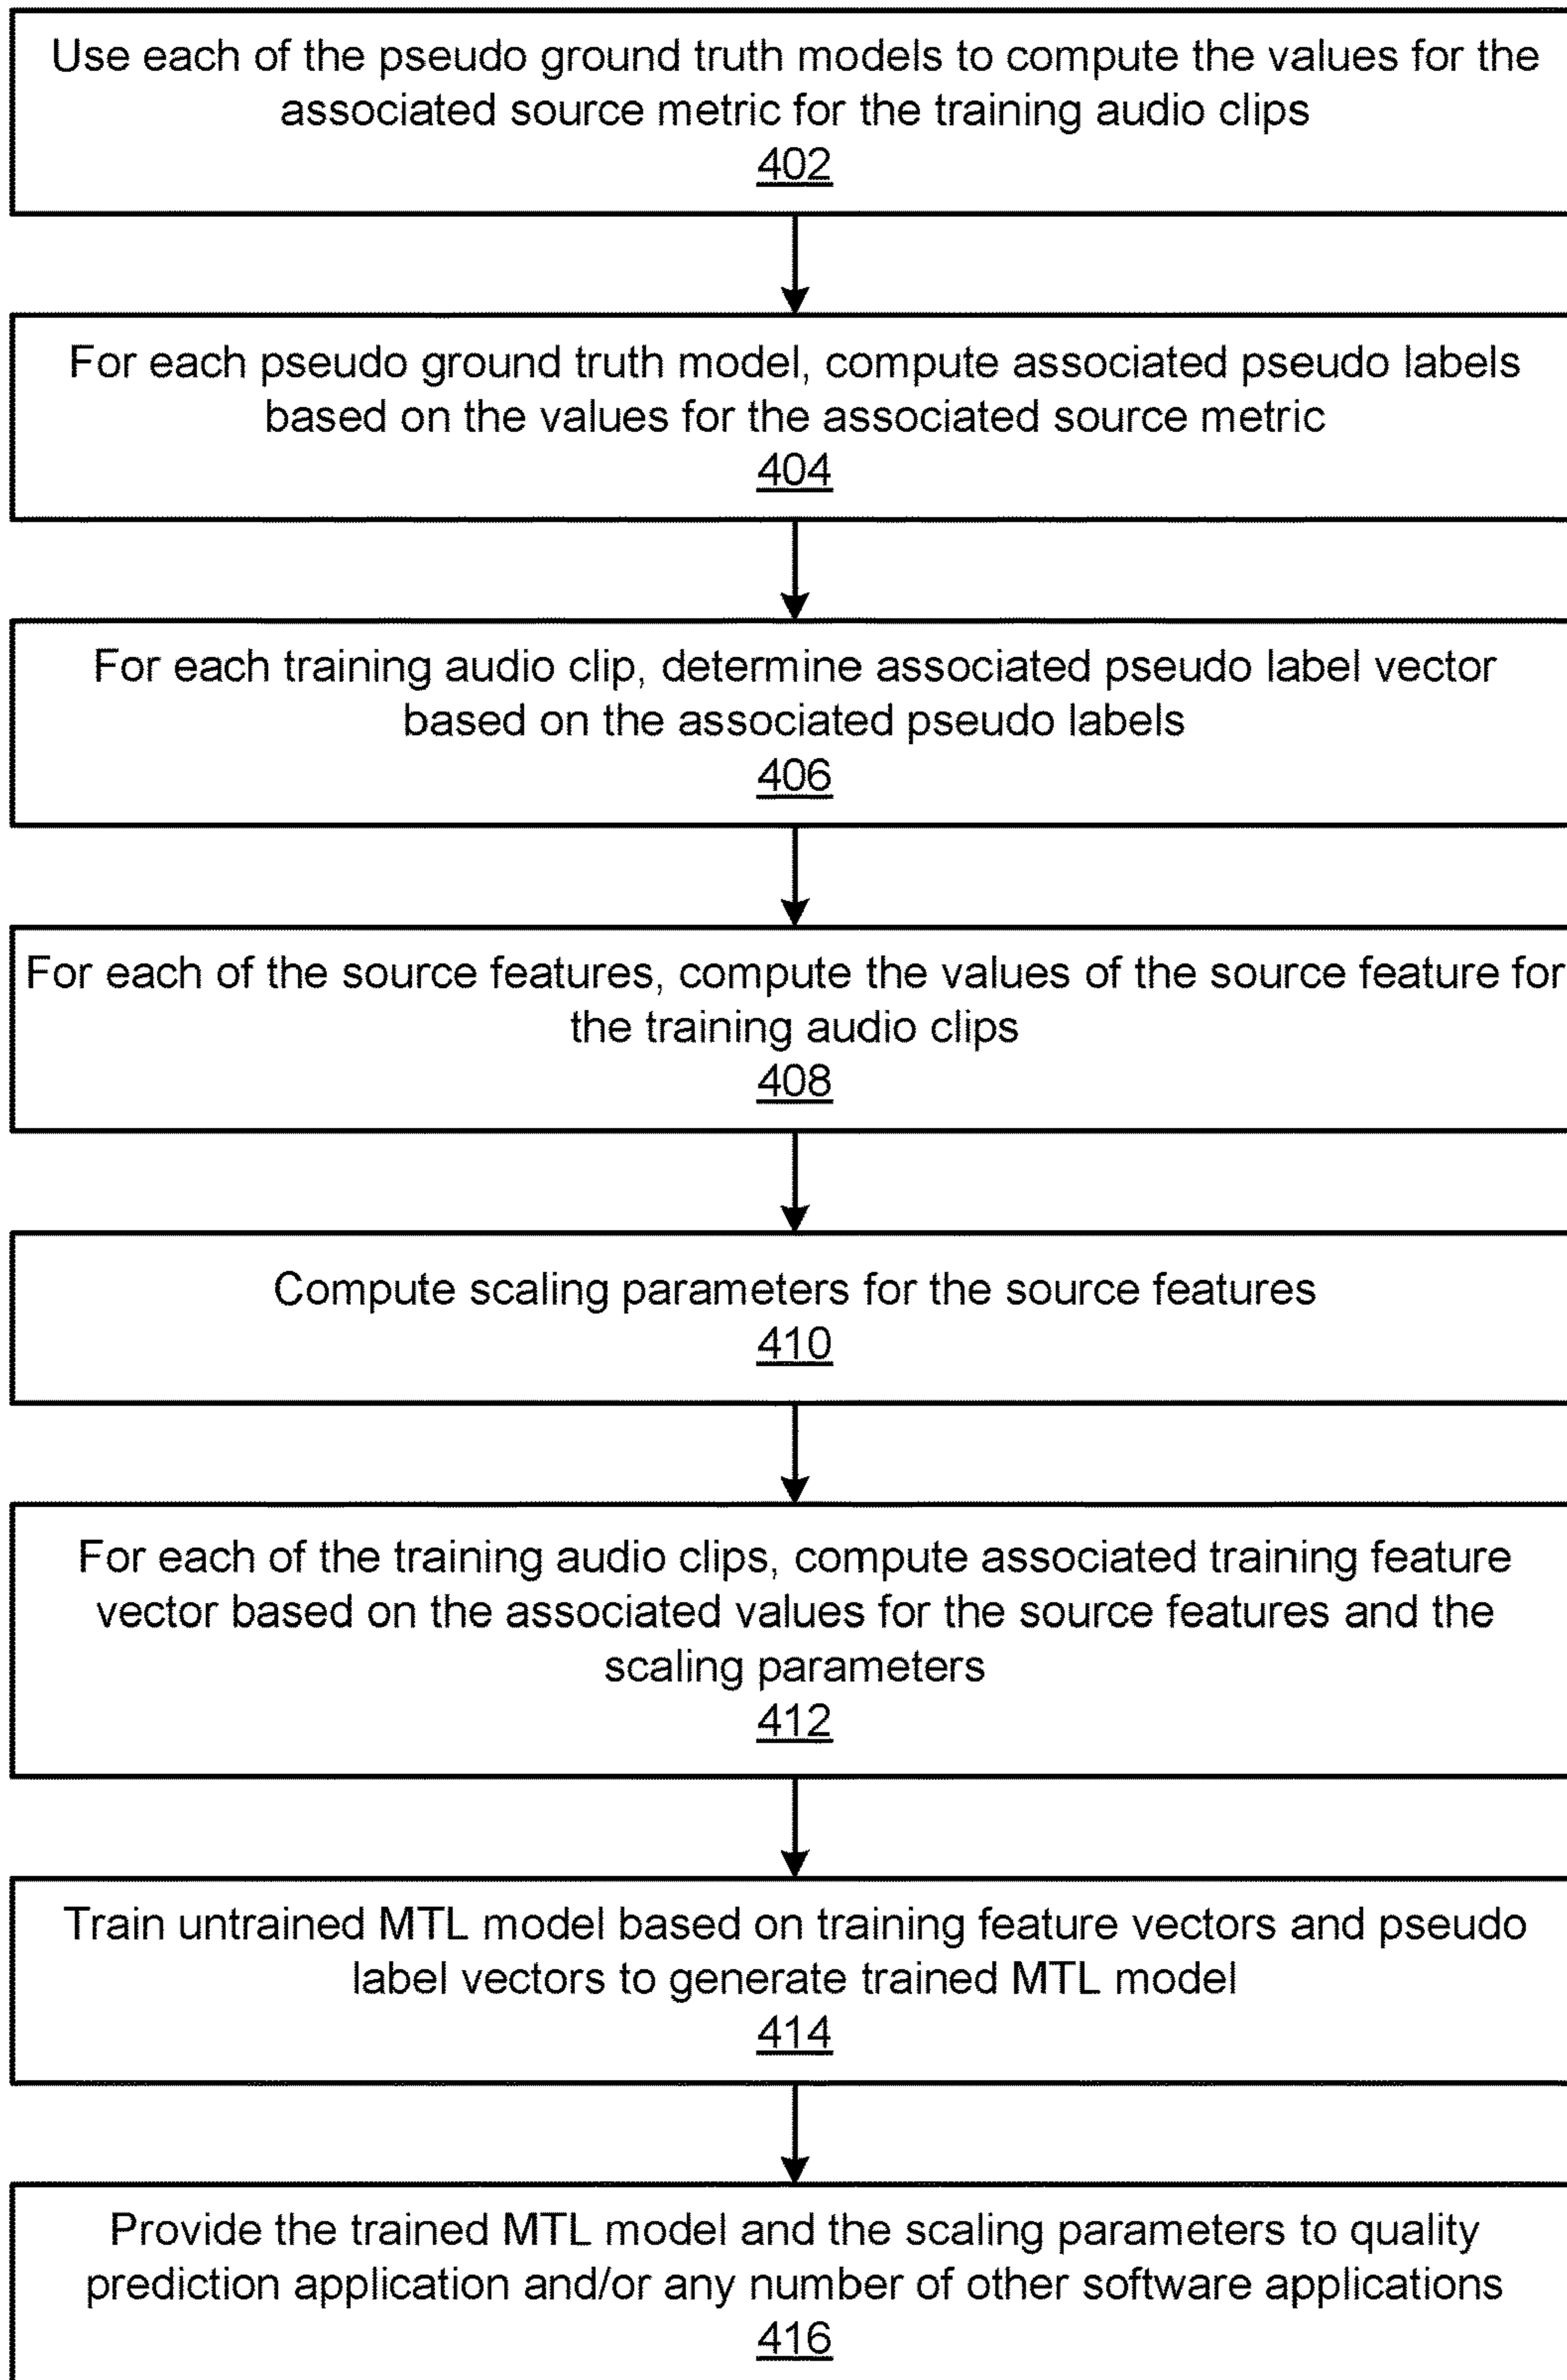 Use each of the pseudo ground truth models to compute the values for the
associated source metric for the training audio clips
402
For each pseudo ground truth model, compute associated pseudo labels
based on the values for the associated source metric
404
For each training audio clip, determine associated pseudo label vector
based on the associated pseudo labels
406
For each of the source features, compute the values of the source feature for
the training audio clips
408
Compute scaling parameters for the source features
410
For each of the training audio clips, compute associated training feature
vector based on the associated values for the source features and the
scaling parameters
412
Train untrained MTL model based on training feature vectors and pseudo
label vectors to generate trained MTL model
414
Provide the trained MTL model and the scaling parameters to quality
prediction application and/or any number of other software applications
416